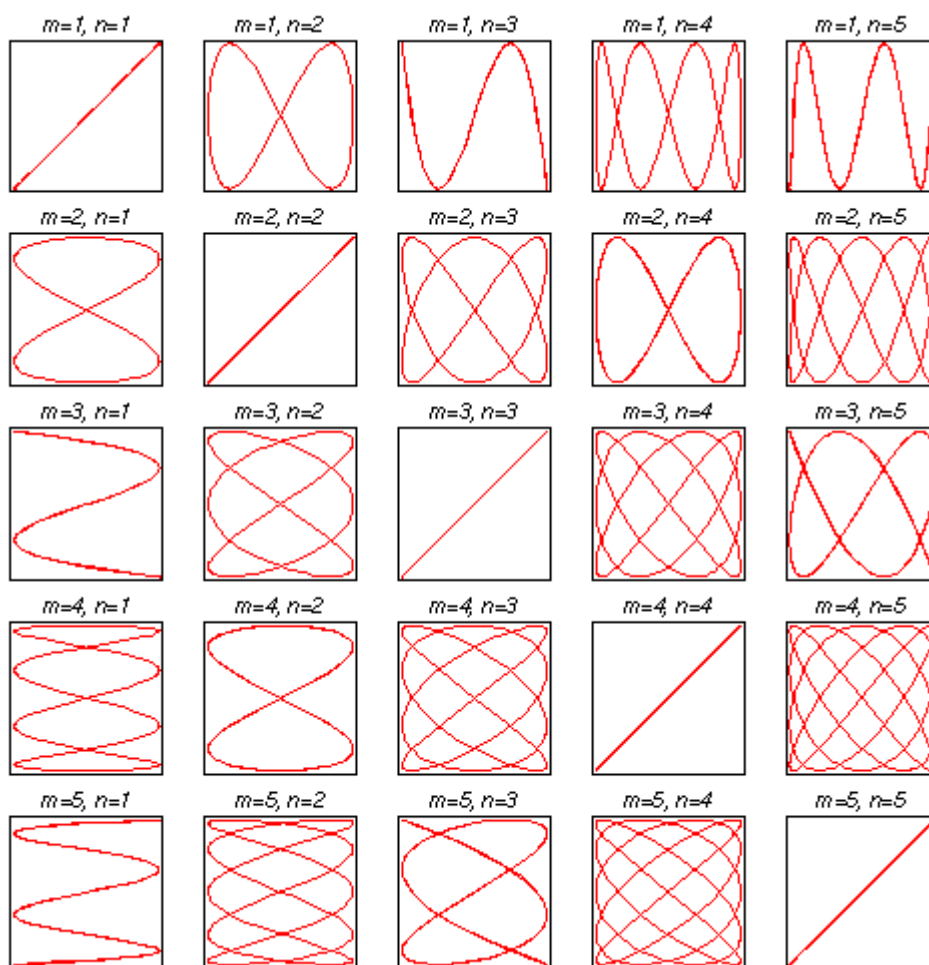 m=1, n=1 m=1, n=2 m=1, n=3 m=1, n=4 m=1, n=5
m=2, n=1 m=2, n=2 m=2, n=3 m=2, n=4 m=2, n=5
m=3, n=1 m=3, n=2 m=3, n=3 m=3, n=4 m=3, n=5
m=4, n=1 m=4, n=2 m=4, n=3 m=4, n=4 m=4, n=5
m=5, n=1 m=5, n=2 m=5, n=3 m=5, n=4 m=5, n=5